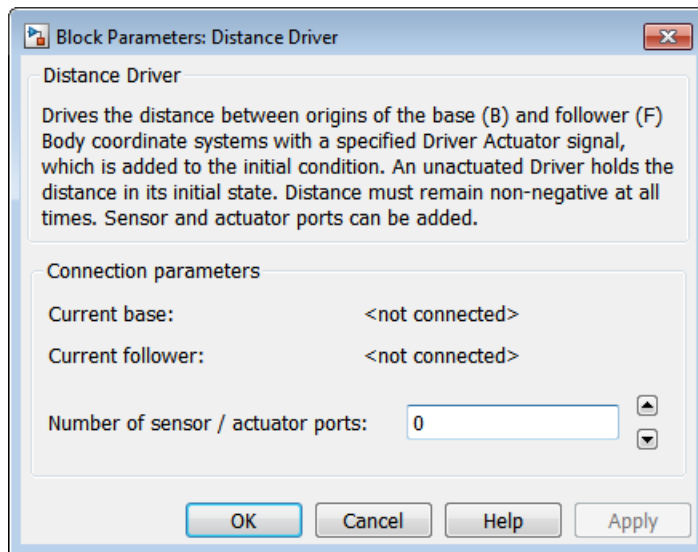 Block Parameters: Distance Driver
Distance Driver
Drives the distance between origins of the base (B) and follower (F)
Body coordinate systems with a specified Driver Actuator signal,
which is added to the initial condition. An unactuated Driver holds the
distance in its initial state. Distance must remain non-negative at all
times. Sensor and actuator ports can be added.
Connection parameters
Current base: <not connected>
Current follower: <not connected>
Number of sensor / actuator ports: 0
OK Cancel Help Apply